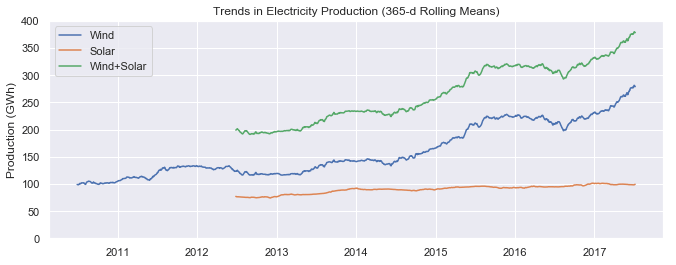 Trends in Electricity Production (365-d Rolling Means)
400
350
300
250
200
150
100
50
0
Production (GWh)
Wind
Solar
Wind+Solar
2011 2012 2013 2014 2015 2016 2017